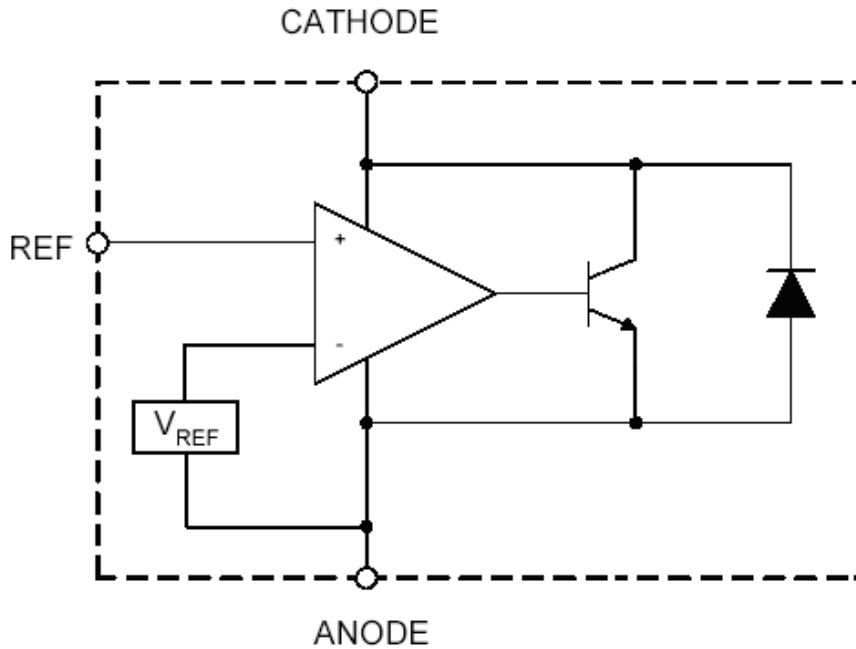 CATHODE
REF
+
-
VREF
ANODE